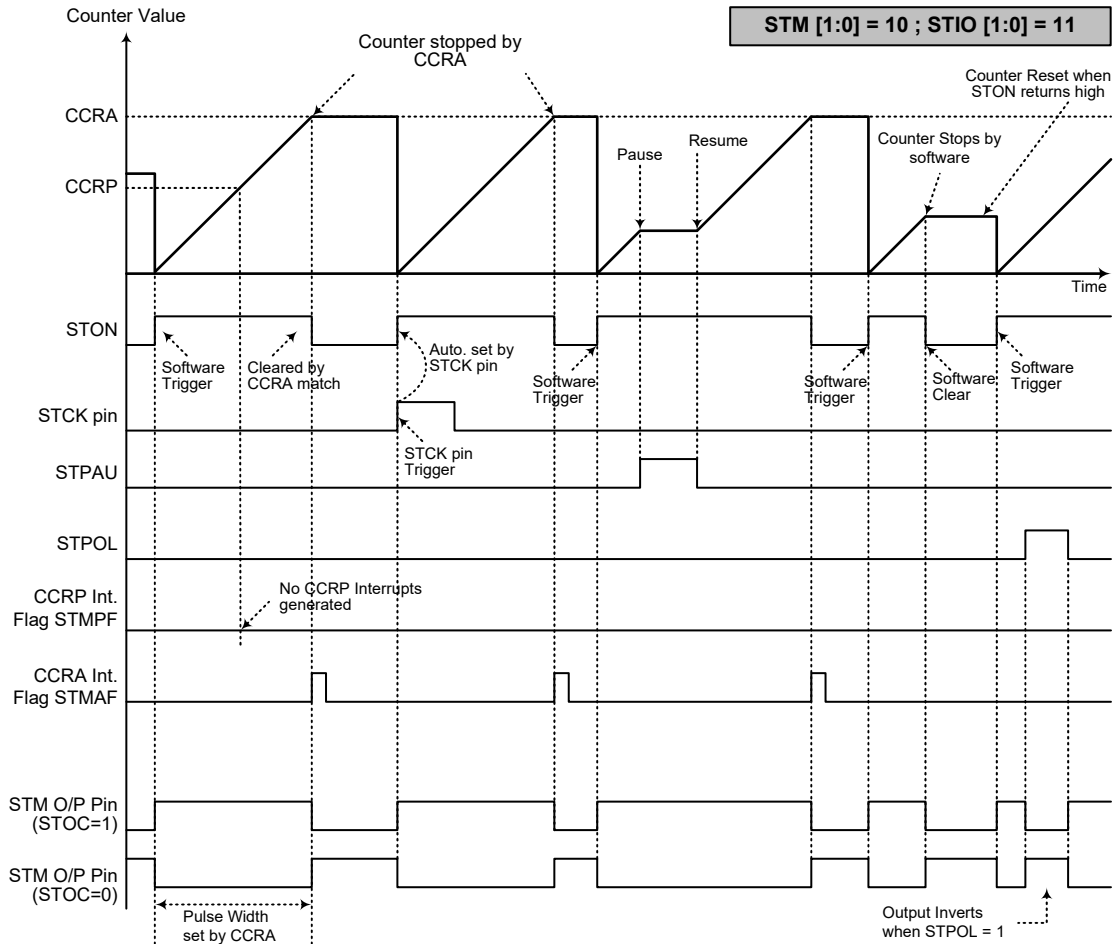 Counter Value
STM [1:0] = 10 ; STIO [1:0] = 11
Counter stopped by
CCRA
Counter Reset when
STON returns high
CCRA
Counter Stops by
software
Pause
Resume
CCRP
Time
STON
Software
Trigger
Cleared by
CCRA match
Auto. set by
STCK pin
Software
Trigger
Software
Trigger
Software
Clear
Software
Trigger
STCK pin
STCK pin
Trigger
STPAU
STPOL
CCRP Int.
Flag STMPF
No CCRP Interrupts
generated
CCRA Int.
Flag STMAF
STM O/P Pin
(STOC=1)
STM O/P Pin
(STOC=0)
Pulse Width
set by CCRA
Output Inverts
when STPOL = 1